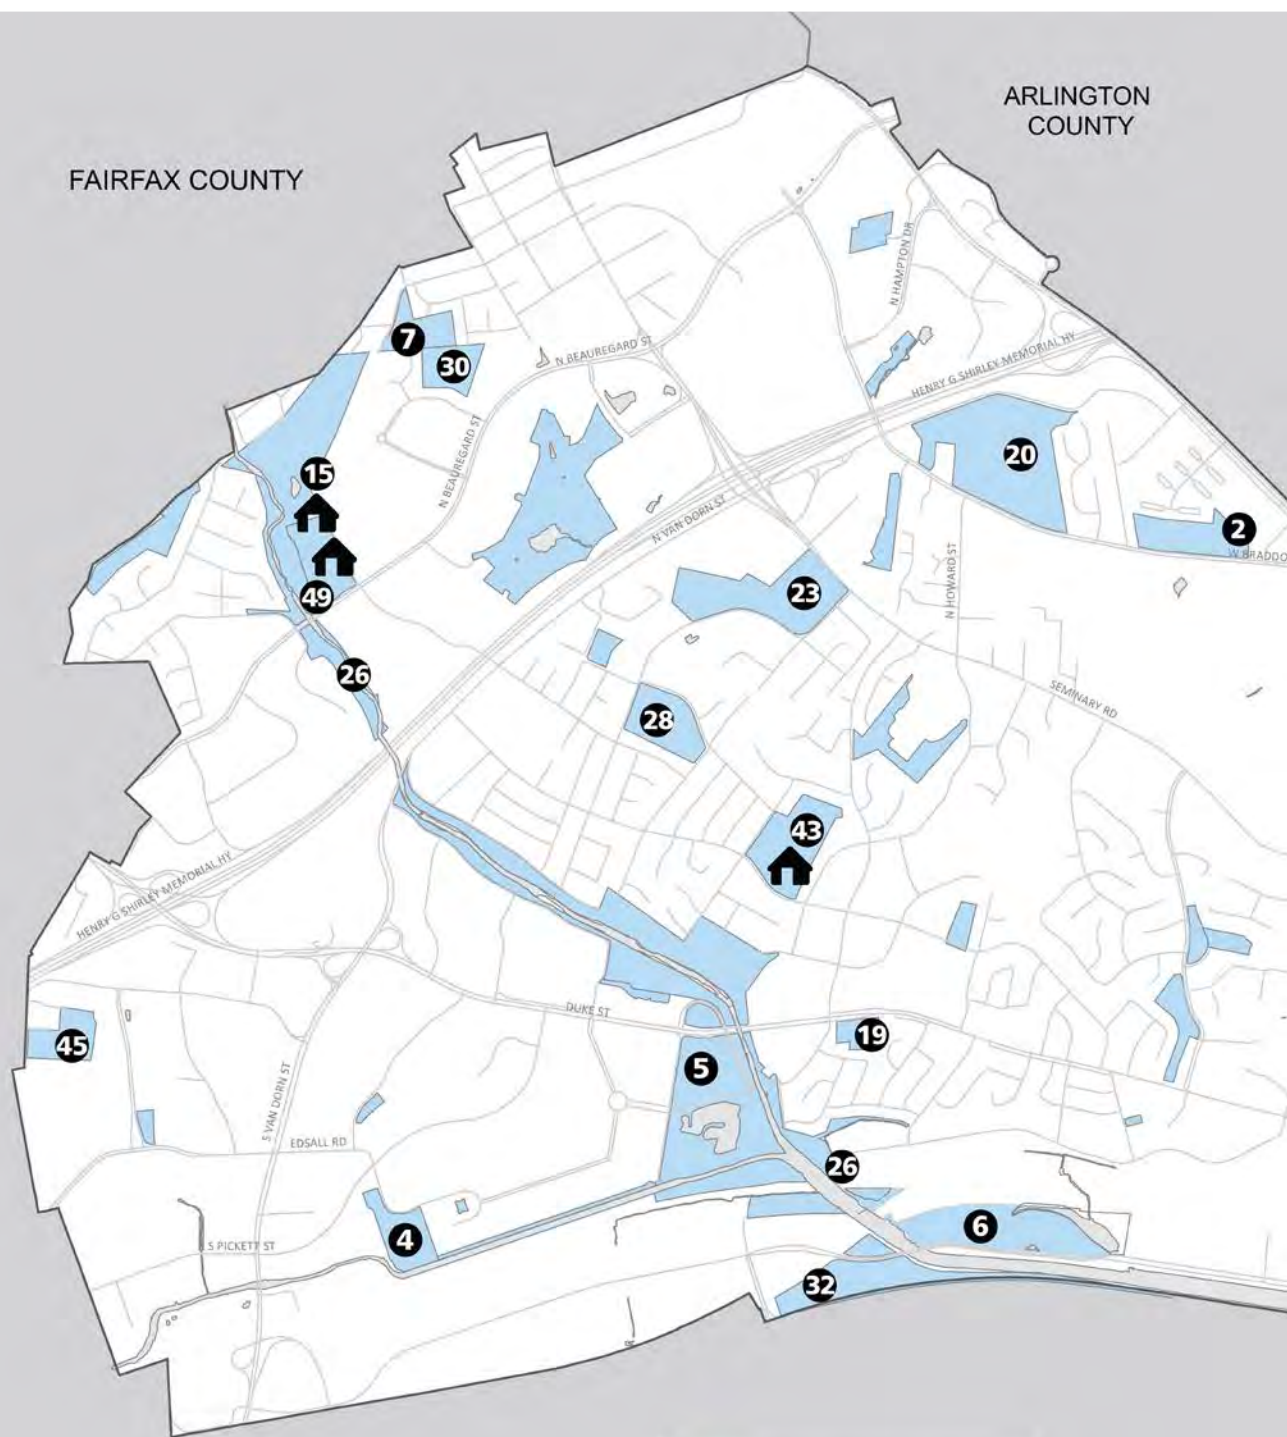 ARLINGTON
COUNTY
FAIRFAX COUNTY
N HAMPTON DR
7
N BEAUREGARD ST
30
HENRY G SHIRLEY MEMORIAL HY
20
15
N BEAUREGARD ST
N VAN DORN ST
2
W BRADDO
49
23
N HOWARD ST
26
SEMINARY RD
28
43
HENRY G SHIRLEY MEMORIAL HY
DUKE ST
19
45
5
S VAN DORN ST
EDSALL RD
26
4
6
S PICKETT ST
32